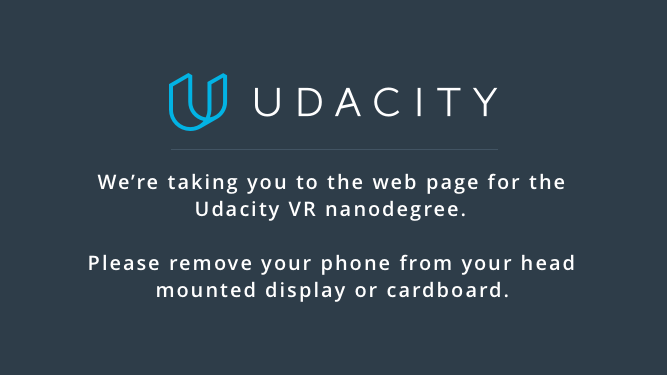 UDACITY
We’re taking you to the web page for the
Udacity VR nanodegree.
Please remove your phone from your head
mounted display or cardboard.